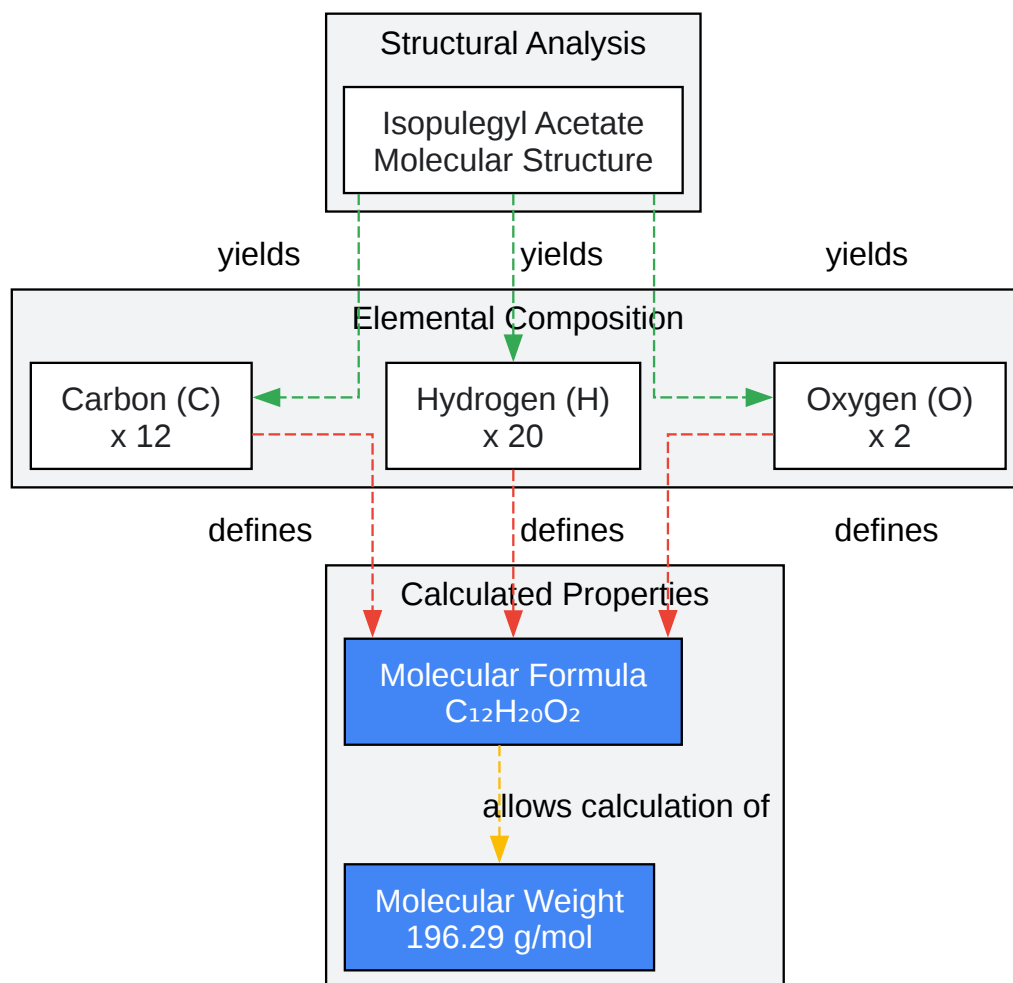 Structural Analysis
Isopulegyl Acetate
Molecular Structure
yields
yields
yields
Elemental Composition
Carbon (C)
x 12
Hydrogen (H)
x 20
Oxygen (O)
x 2
defines
defines
defines
Calculated Properties
Molecular Formula
C₁₂H₂₀O₂
allows calculation of
Molecular Weight
196.29 g/mol